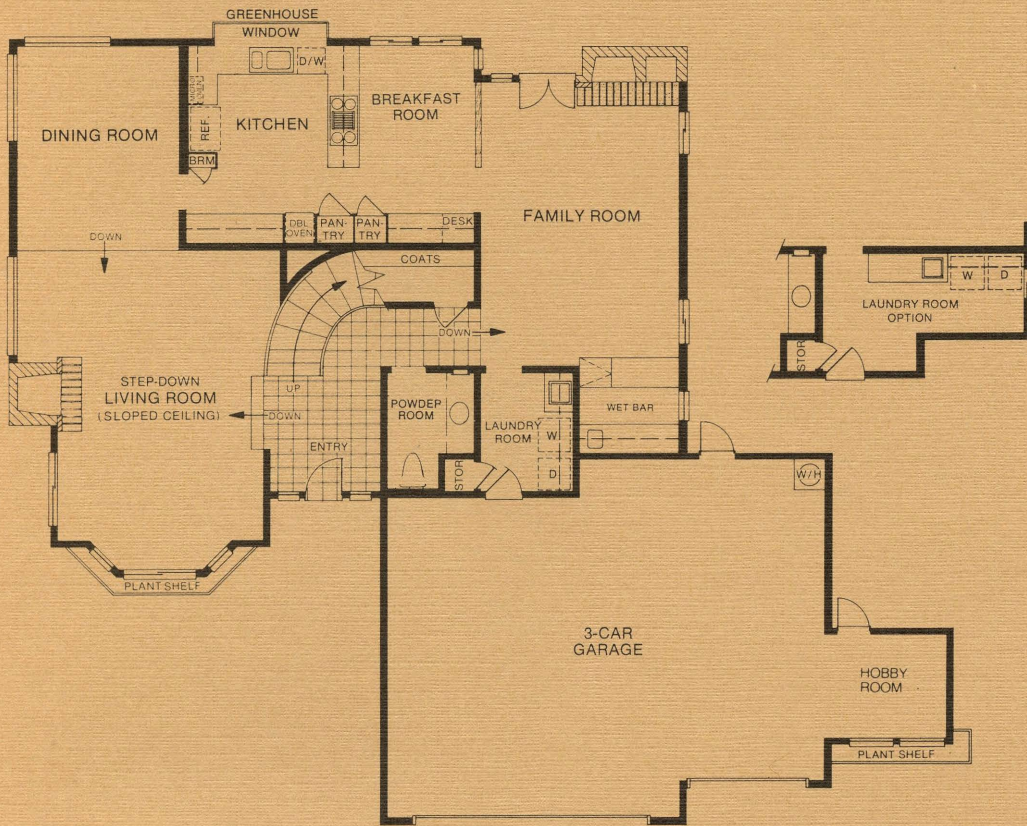 GREENHOUSE
WINDOW
D/W
DINING ROOM
KITCHEN
BREAKFAST
ROOM
REF.
BRM
DBL
OVEN
PAN-
TRY
PAN-
TRY
DESK
FAMILY ROOM
DOWN
COATS
DOWN
UP
STEP-DOWN
LIVING ROOM
(SLOPED CEILING)
DOWN
ENTRY
POWDER
ROOM
LAUNDRY
ROOM
W
D
STOR
WET BAR
W/H
PLANT SHELF
3-CAR
GARAGE
HOBBY
ROOM
PLANT SHELF
W
D
LAUNDRY ROOM
OPTION
STOR